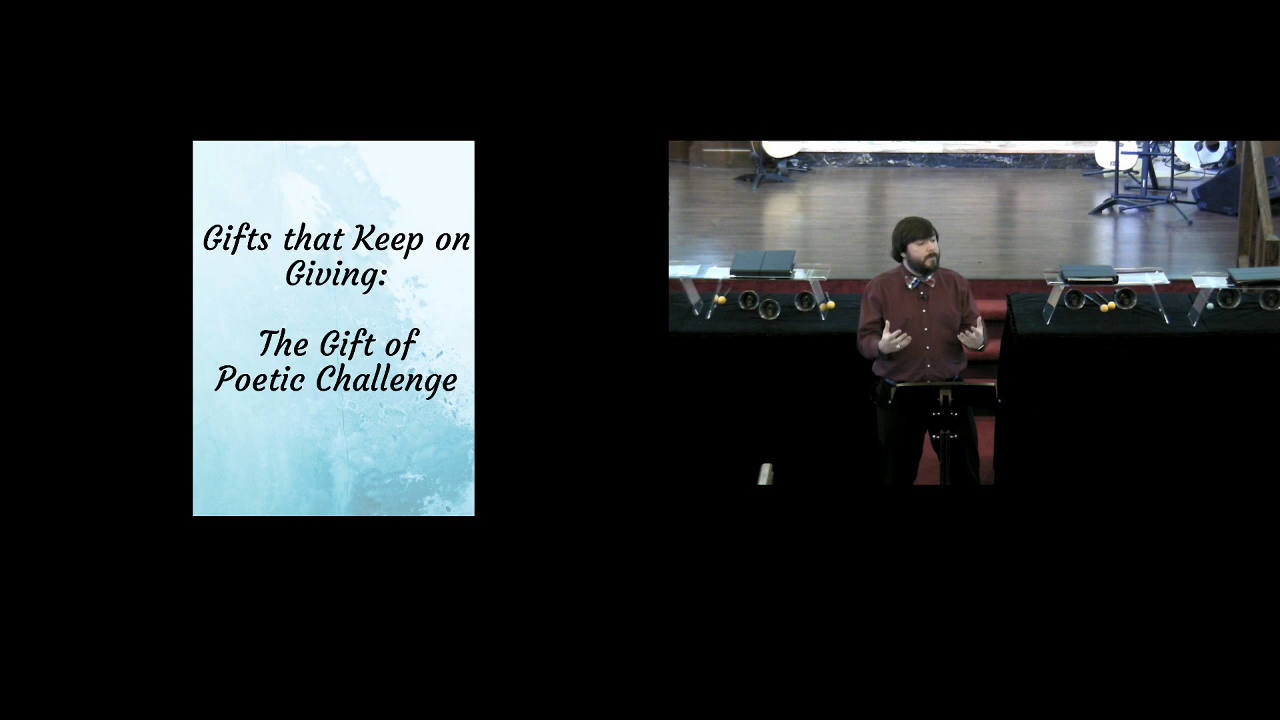 Gifts that Keep on
Giving:
The Gift of
Poetic Challenge